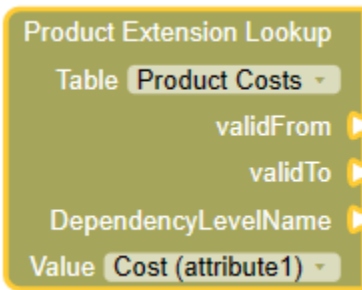 Product Extension Lookup
Table Product Costs
validFrom
validTo
DependencyLevelName
Value Cost (attribute1)